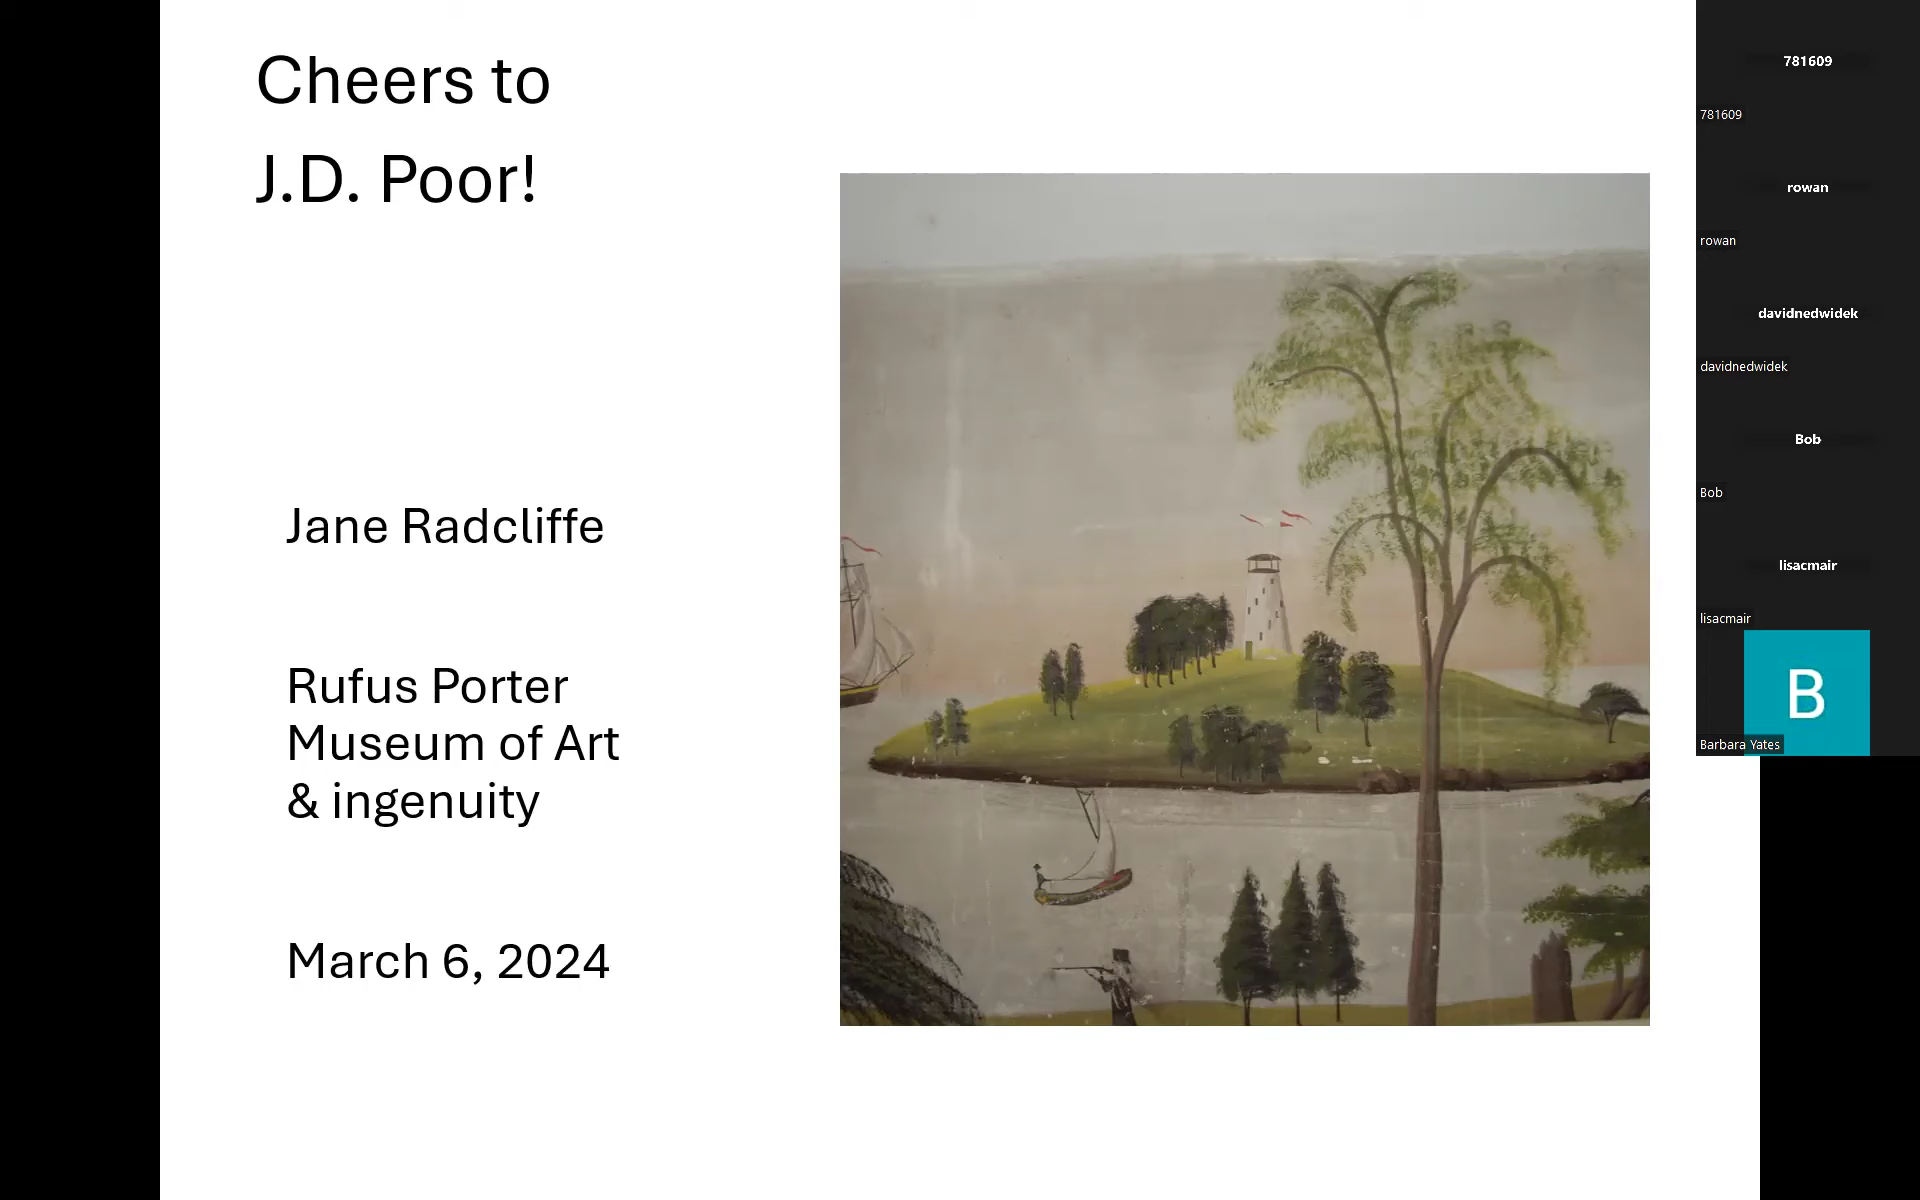 Cheers to
J.D. Poor!
Jane Radcliffe
Rufus Porter
Museum of Art
& ingenuity
March 6, 2024
781609
781609
rowan
rowan
davidnedwidek
davidnedwidek
Bob
Bob
lisacmair
lisacmair
B
Barbara Yates